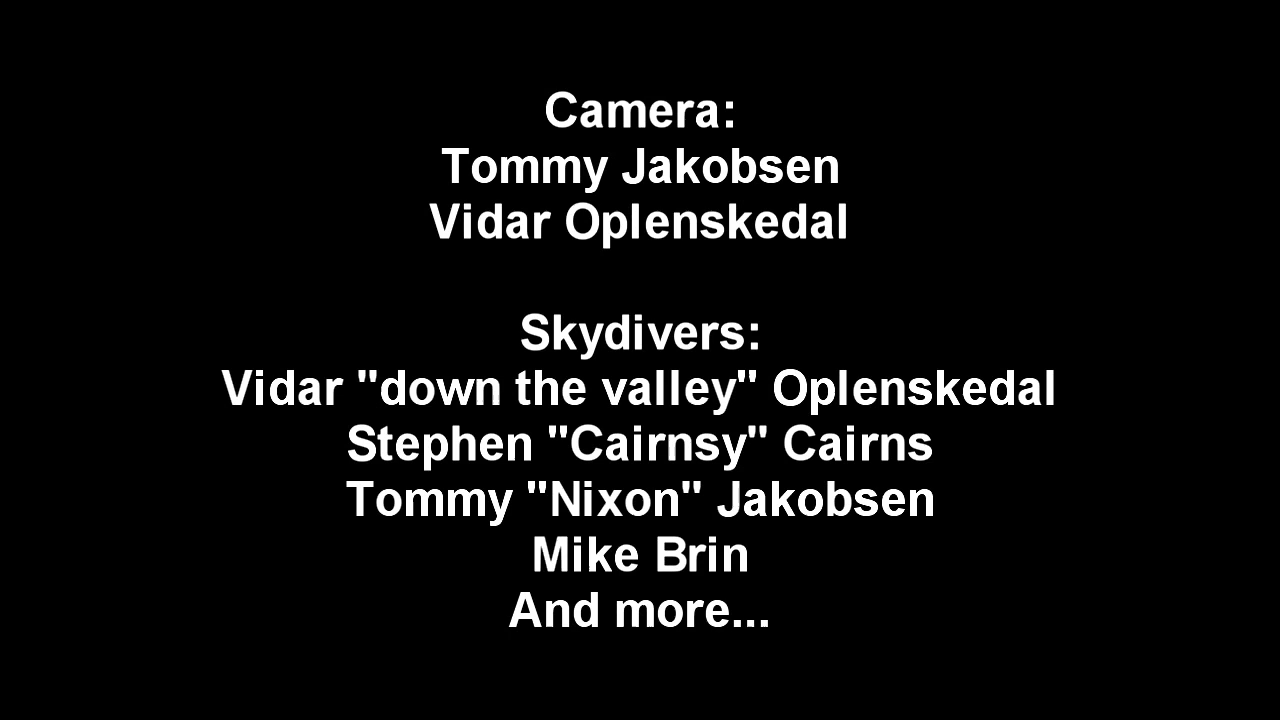 Camera:
Tommy Jakobsen
Vidar Oplenskedal
Skydivers:
Vidar "down the valley" Oplenskedal
Stephen "Cairnsy" Cairns
Tommy "Nixon" Jakobsen
Mike Brin
And more...